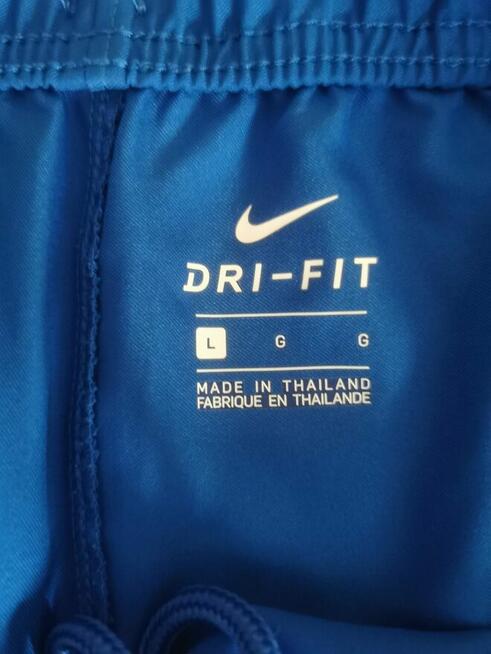 DRI-FIT
L G G
MADE IN THAILAND
FABRIQUE EN THAILANDE